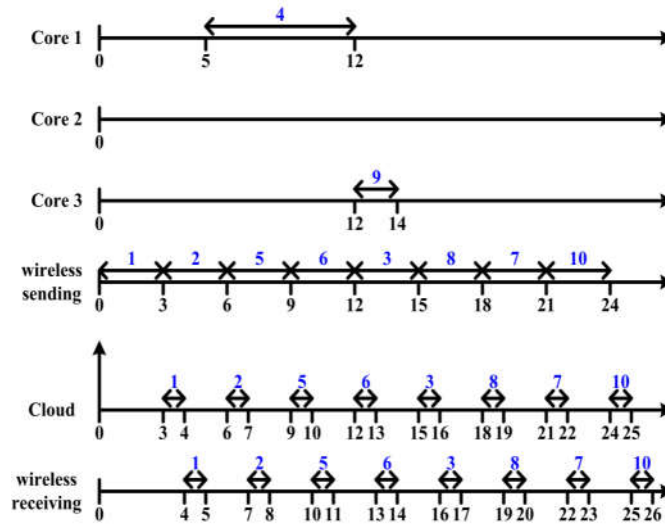 4
Core 1
0 5 12
Core 2
0
9
Core 3
0 12 14
1 2 5 6 3 8 7 10
wireless sending
0 3 6 9 12 15 18 21 24
1 2 5 6 3 8 7 10
Cloud
0 3 4 6 7 9 10 12 13 15 16 18 19 21 22 24 25
1 2 5 6 3 8 7 10
wireless receiving
0 4 5 7 8 10 11 13 14 16 17 19 20 22 23 25 26